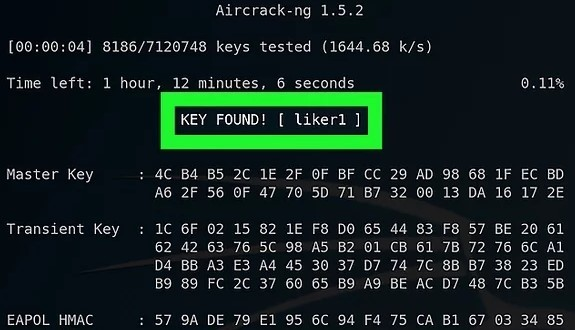 Aircrack-ng 1.5.2
[00:00:04] 8186/7120748 keys tested (1644.68 k/s)
Time left: 1 hour, 12 minutes, 6 seconds 0.11%
KEY FOUND! [ liker1 ]
Master Key : 4C B4 B5 2C 1E 2F 0F BF CC 29 AD 98 68 1F EC BD
A6 2F 56 0F 47 70 5D 71 B7 32 00 13 DA 16 17 2E
Transient Key : 1C 6F 02 15 82 1E F8 D0 65 44 83 F8 57 BE 20 61
62 42 63 76 5C 98 A5 B2 01 CB 61 7B 72 76 6C A1
D4 BB A3 E3 A4 45 30 37 D7 74 7C 8B B7 38 23 ED
B9 89 FC 2C 37 60 65 B9 A9 BE AC D7 48 7C B3 5B
EAPOL HMAC : 57 9A DE 79 E1 95 6C 94 F4 75 CA B1 67 03 34 85